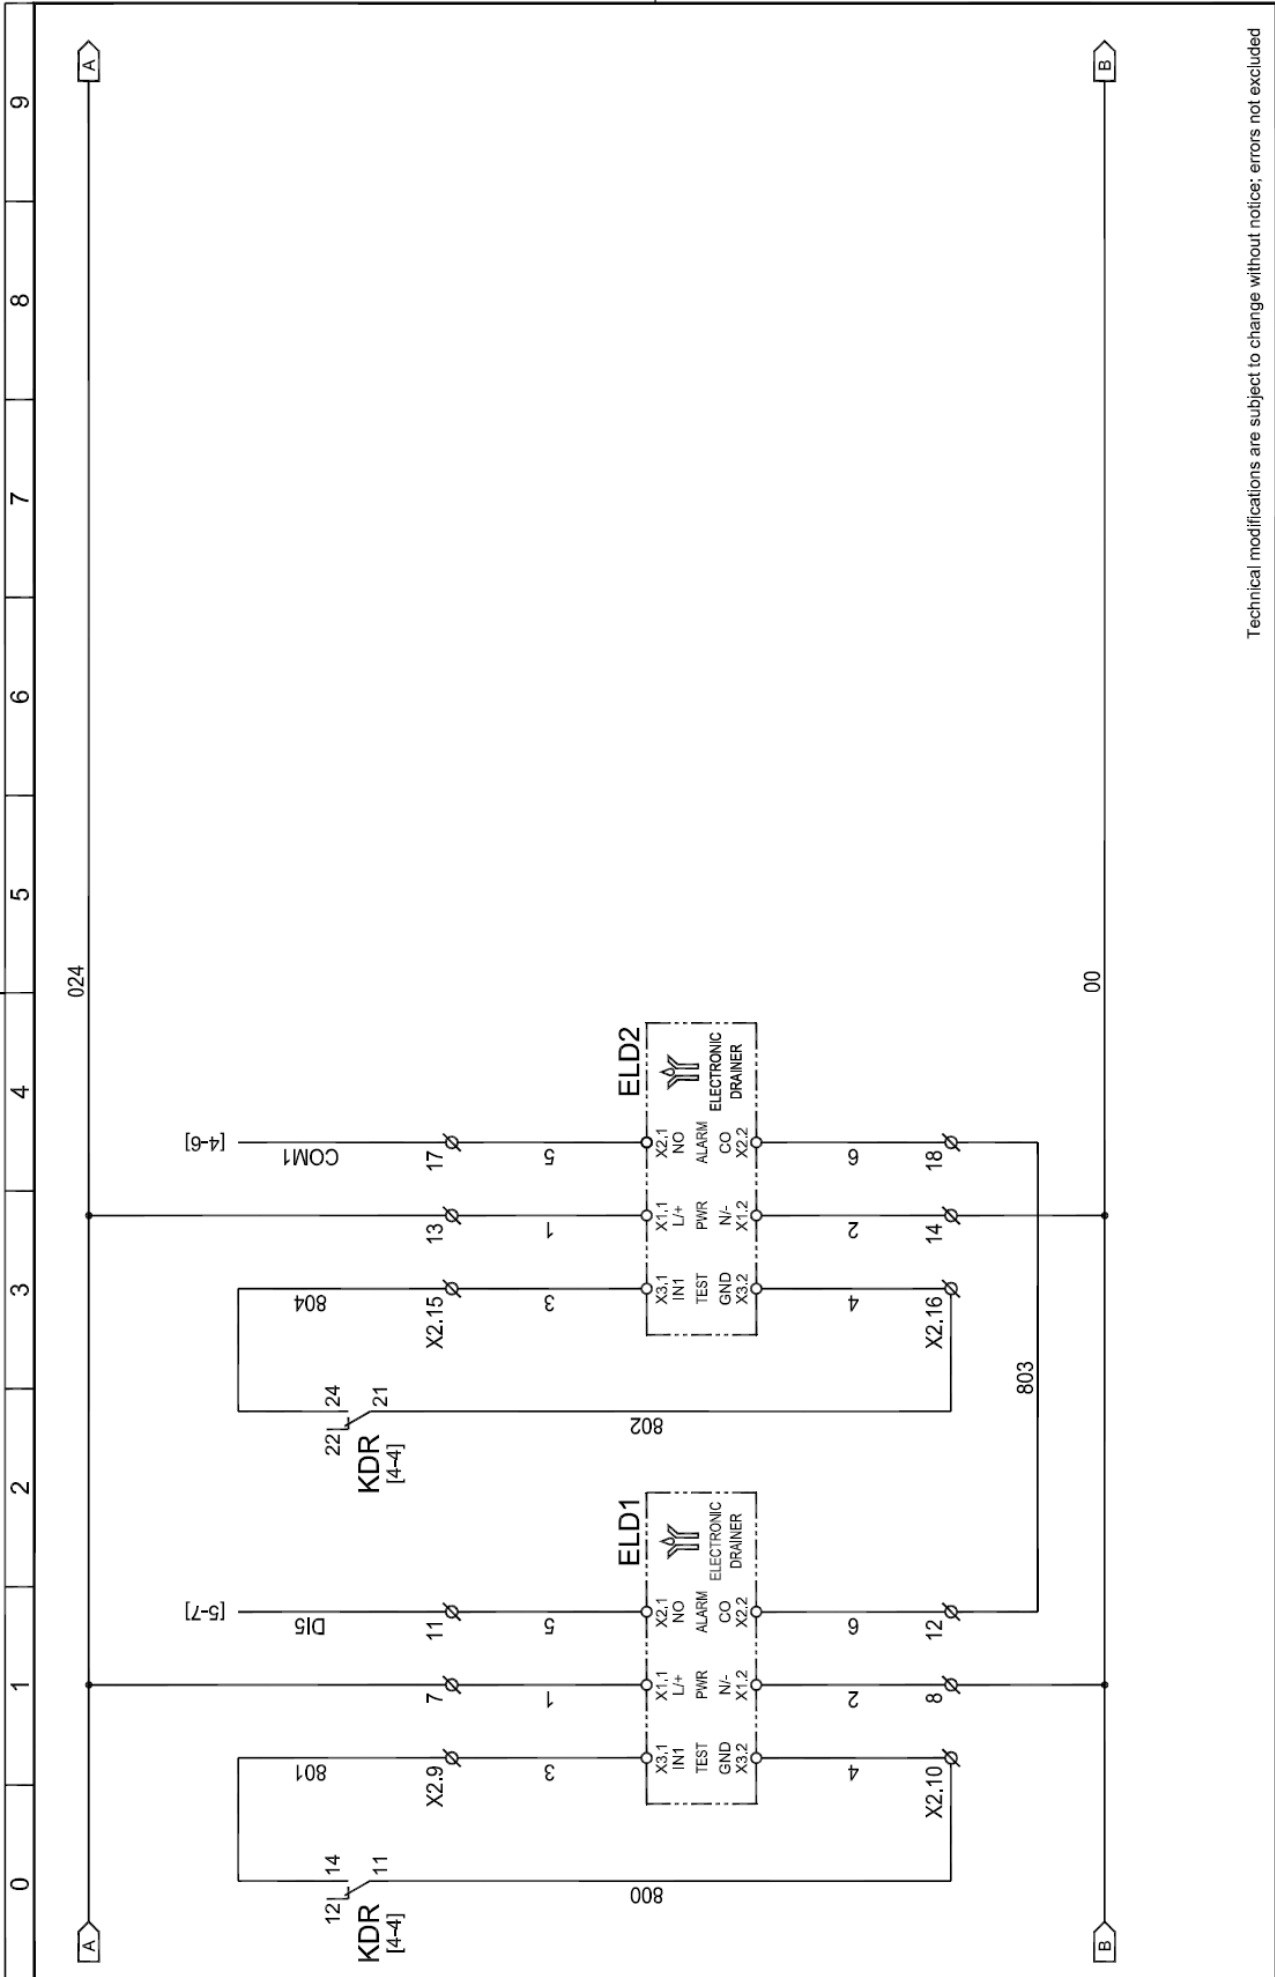 0 1 2 3 4 5 6 7 8 9
A 024 A
[5-7] [4-6]
DI5 COM1
801 804
12 14 22 24
11 21
KDR KDR
[4-4] [4-4]
X2.9 7 11 X2.15 13 17
3 1 5 3 1 5
ELD1 ELD2
X3.1 X1.1 X2.1 X3.1 X1.1 X2.1
IN1 L/+ NO IN1 L/+ NO
TEST PWR ALARM TEST PWR ALARM
GND N/- CO GND N/- CO
X3.2 X1.2 X2.2 X3.2 X1.2 X2.2
ELECTRONIC ELECTRONIC
DRAINER DRAINER
800 802
4 2 6 4 2 6
X2.10 8 12 X2.16 14 18
803
B 00 B
Technical modifications are subject to change without notice; errors not excluded